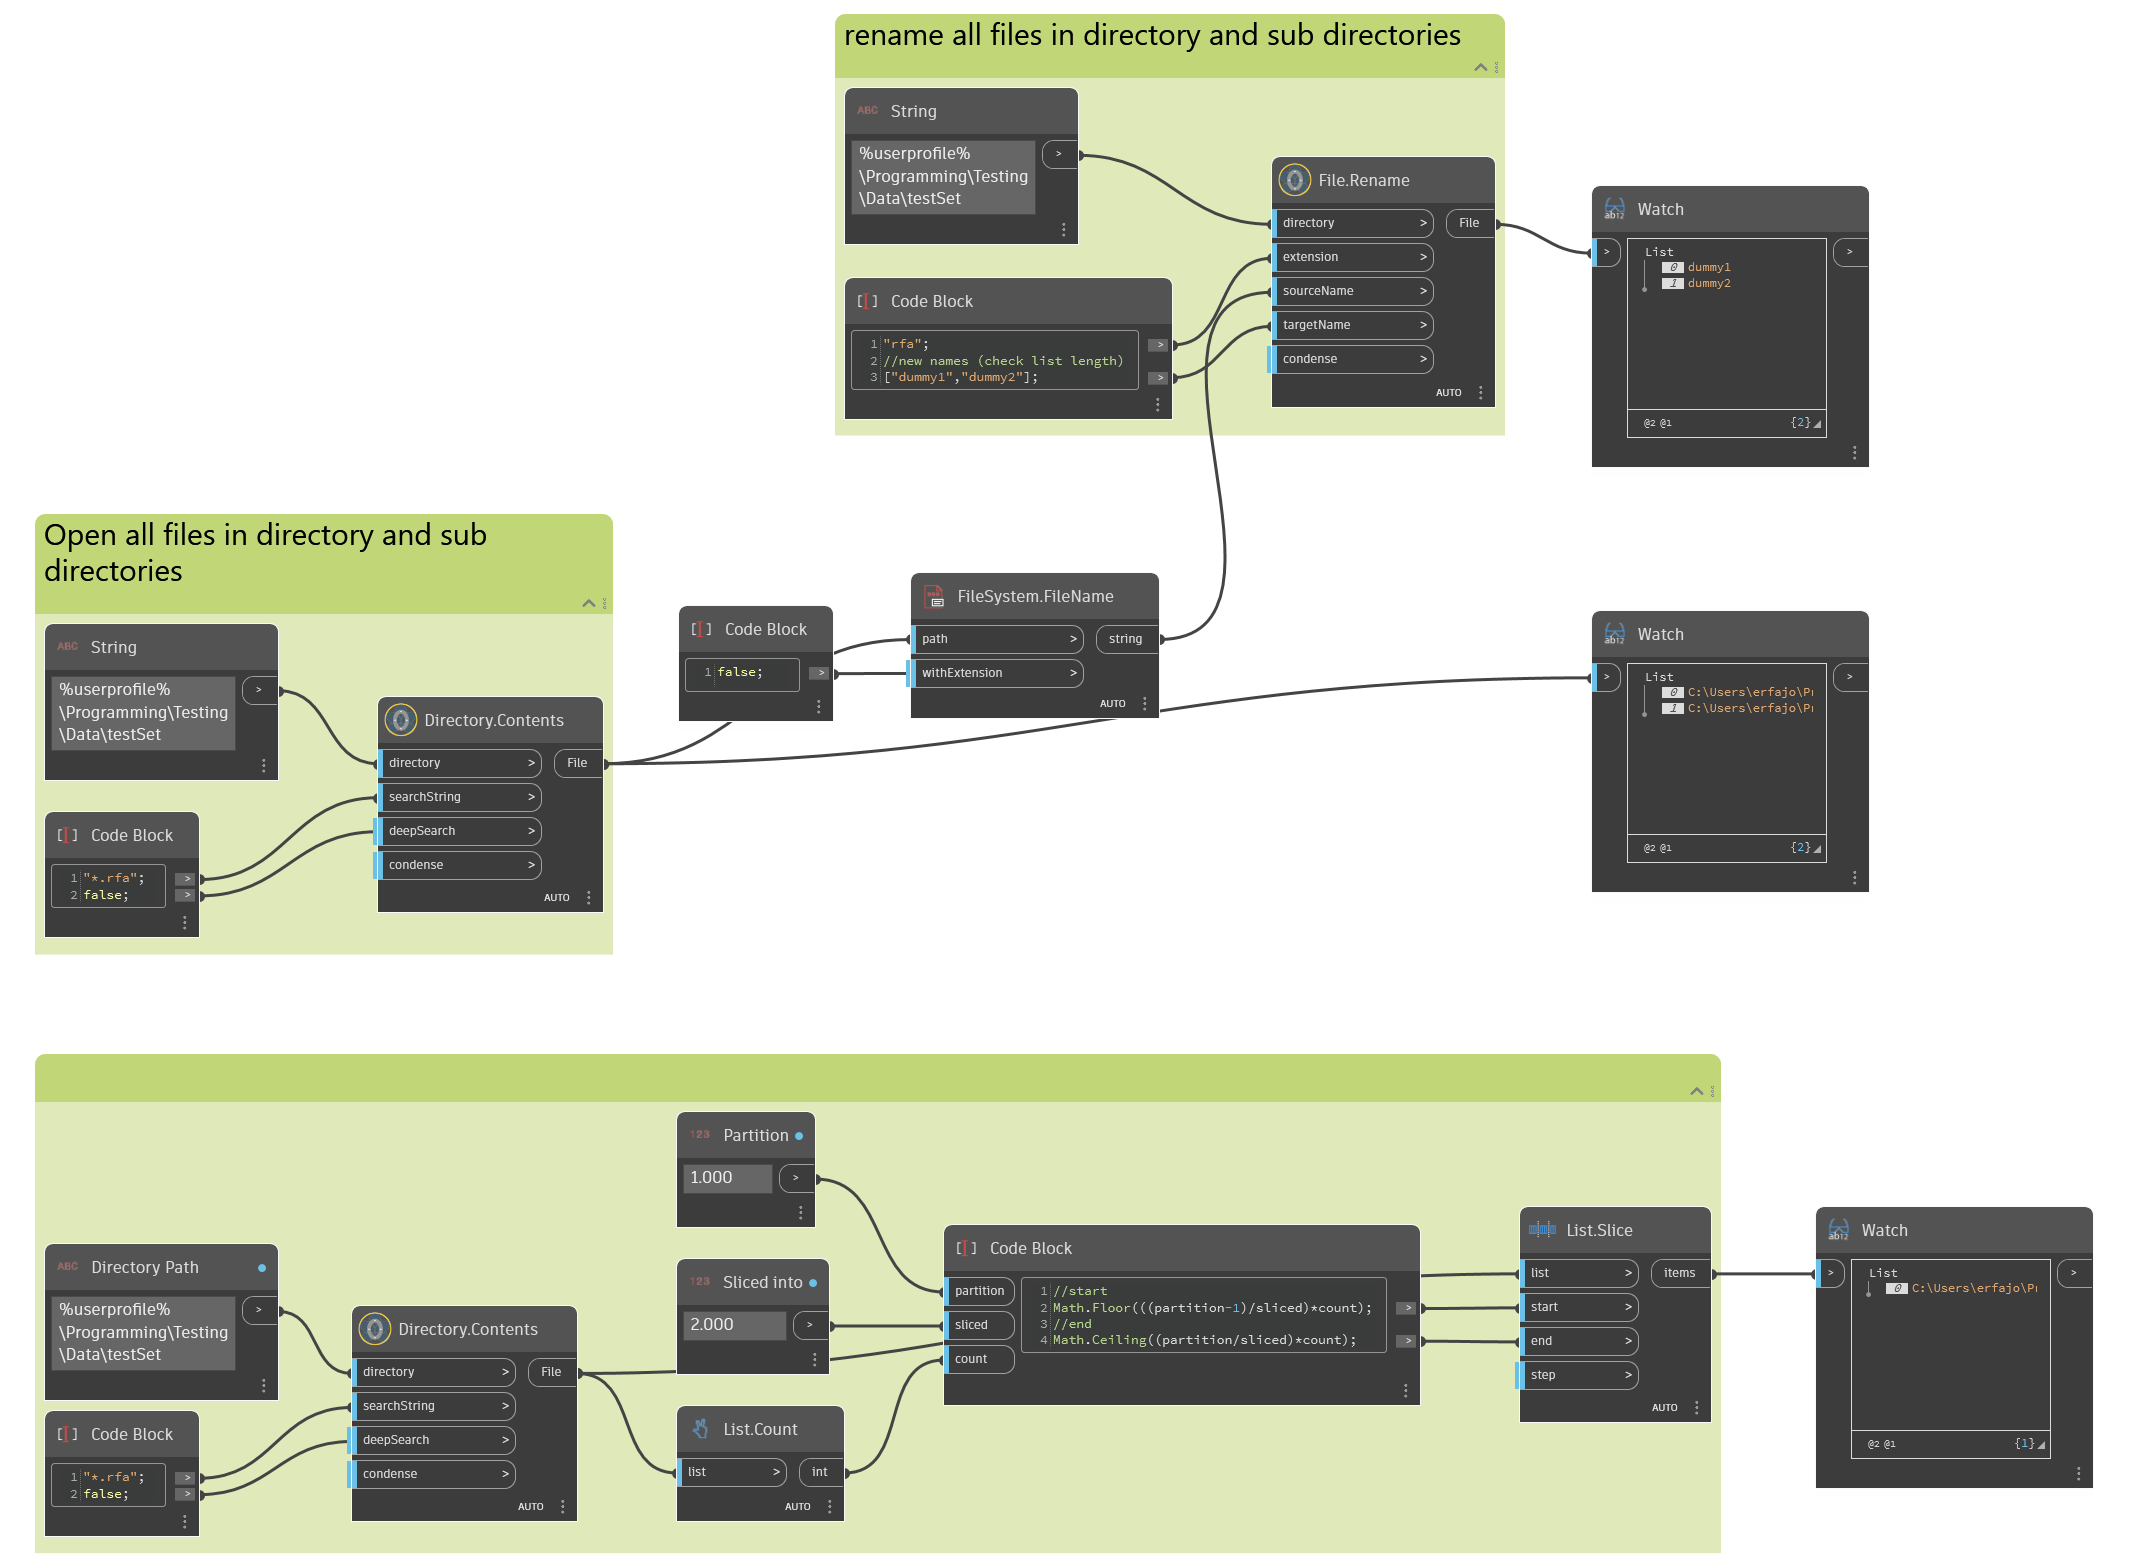 rename all files in directory and sub directories
ABC String
%userprofile%
\Programming\Testing
\Data\testSet
>
Code Block
1 "rfa";
2 //new names (check list length)
3 ["dummy1","dummy2"];
>
>
File.Rename
directory >
File
extension >
sourceName >
targetName >
condense >
AUTO
Watch
>
List
0 dummy1
1 dummy2
>
@2 @1
{2}
Open all files in directory and sub
directories
ABC String
%userprofile%
\Programming\Testing
\Data\testSet
>
Code Block
1 "*.rfa";
2 false;
>
>
Directory.Contents
directory >
File
searchString >
deepSearch >
condense >
AUTO
Code Block
1 false;
>
FileSystem.FileName
path >
string
withExtension >
AUTO
Watch
>
List
0 C:\Users\erfajo\Pr
1 C:\Users\erfajo\Pr
>
@2 @1
{2}
ABC Directory Path
%userprofile%
\Programming\Testing
\Data\testSet
>
Code Block
1 "*.rfa";
2 false;
>
>
Directory.Contents
directory >
File
searchString >
deepSearch >
condense >
AUTO
123 Partition
1.000
>
123 Sliced into
2.000
>
List.Count
list >
int
AUTO
Code Block
partition
sliced
count
1 //start
2 Math.Floor(((partition-1)/sliced)*count);
3 //end
4 Math.Ceiling((partition/sliced)*count);
>
>
List.Slice
list >
items
start >
end >
step >
AUTO
Watch
>
List
0 C:\Users\erfajo\Pr
>
@2 @1
{1}